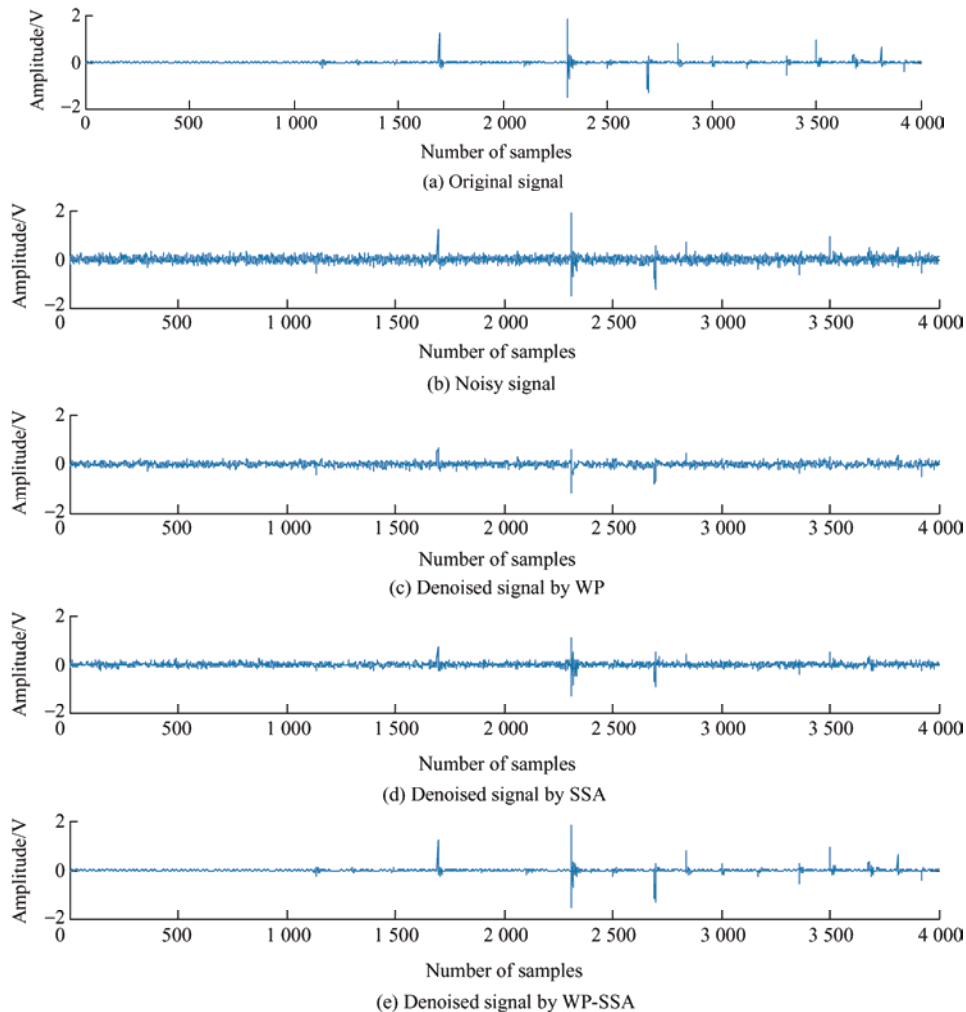 2
0
−2
Amplitude/V
0 500 1 000 1 500 2 000 2 500 3 000 3 500 4 000
Number of samples
(a) Original signal
2
0
−2
Amplitude/V
0 500 1 000 1 500 2 000 2 500 3 000 3 500 4 000
Number of samples
(b) Noisy signal
2
0
−2
Amplitude/V
0 500 1 000 1 500 2 000 2 500 3 000 3 500 4 000
Number of samples
(c) Denoised signal by WP
2
0
−2
Amplitude/V
0 500 1 000 1 500 2 000 2 500 3 000 3 500 4 000
Number of samples
(d) Denoised signal by SSA
2
0
−2
Amplitude/V
0 500 1 000 1 500 2 000 2 500 3 000 3 500 4 000
Number of samples
(e) Denoised signal by WP-SSA